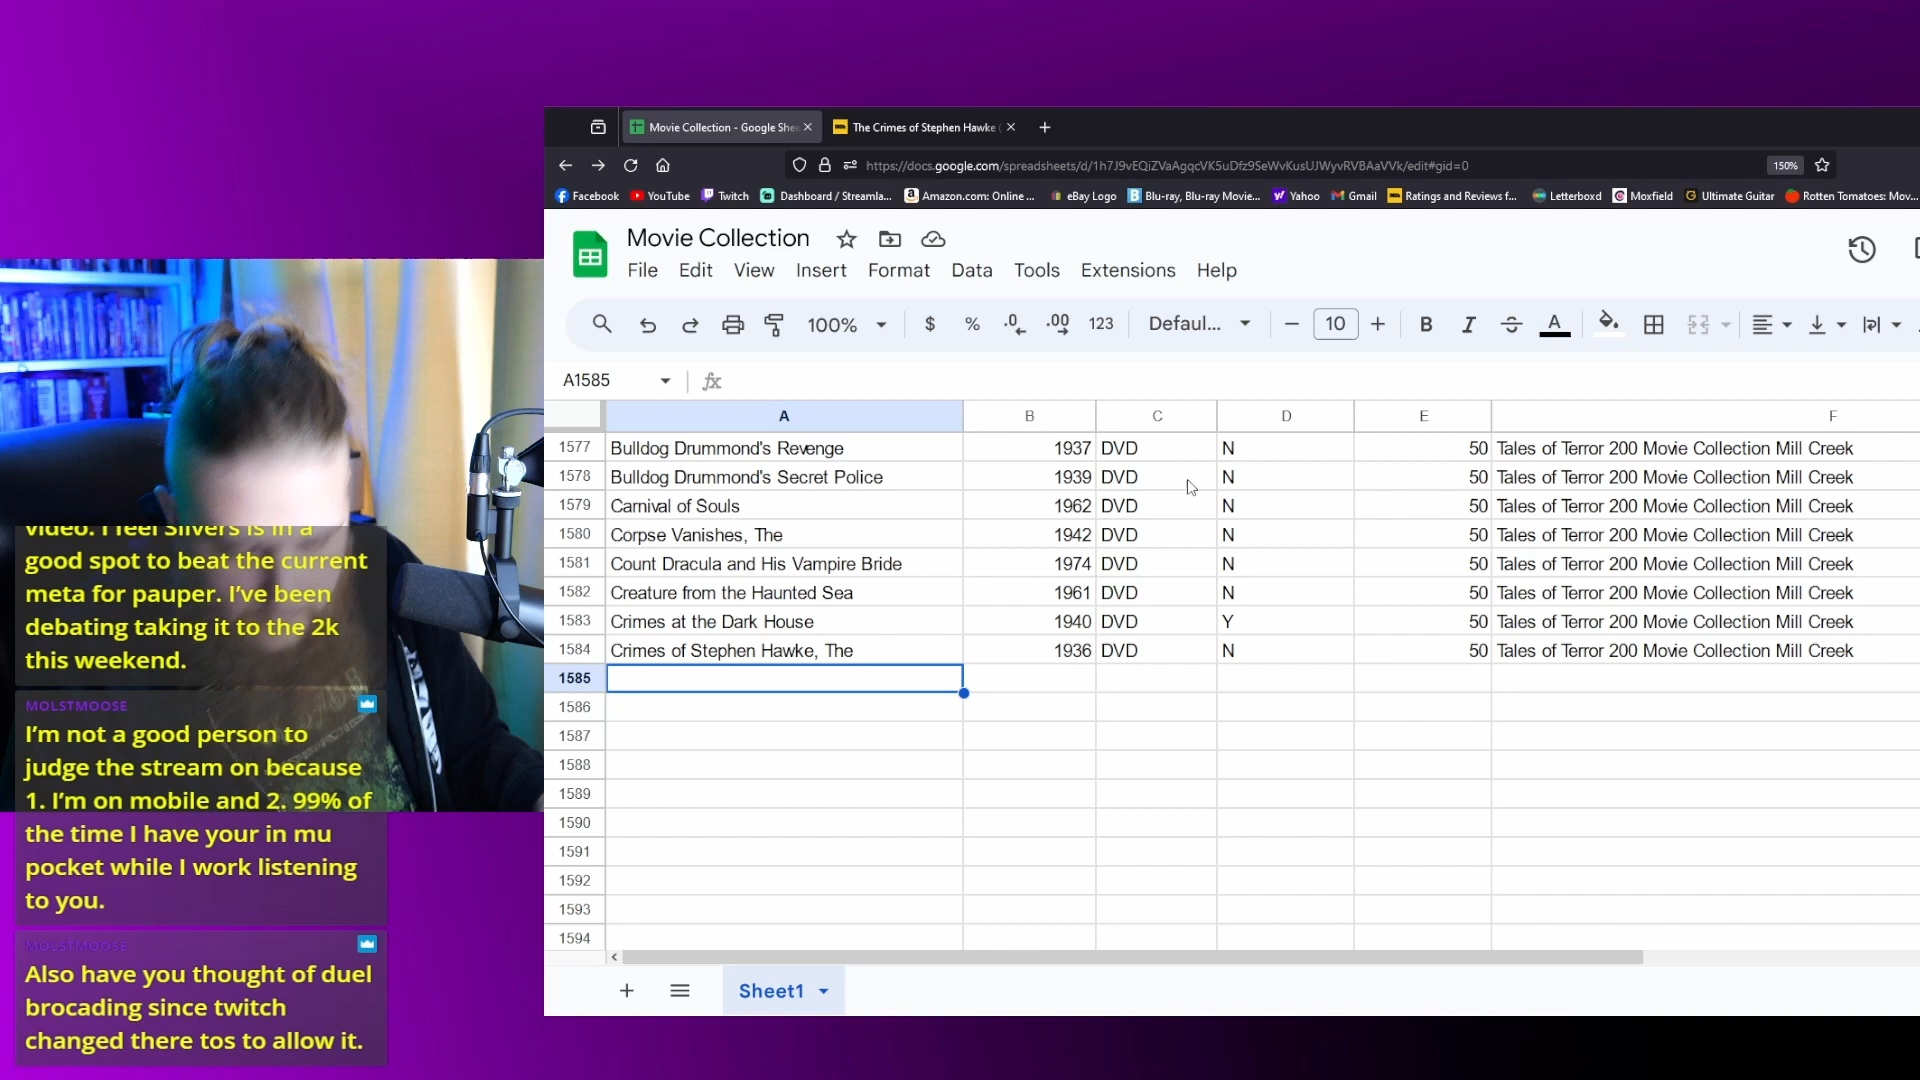 Movie Collection - Google She
The Crimes of Stephen Hawke (
https://docs.google.com/spreadsheets/d/1h7J9vEQiZVaAgqcVK5uDfz9SeWvKusUJWyvRVBAaVVk/edit#gid=0
150%
Facebook YouTube Twitch Dashboard / Streamla... Amazon.com: Online ... eBay Logo Blu-ray, Blu-ray Movie... Yahoo Gmail Ratings and Reviews f... Letterboxd Moxfield Ultimate Guitar Rotten Tomatoes: Mov...
Movie Collection
File Edit View Insert Format Data Tools Extensions Help
100% $ % .0 .00 123 Defaul... 10 B I S A
A1585 fx
A B C D E F
1577 Bulldog Drummond's Revenge 1937 DVD N 50 Tales of Terror 200 Movie Collection Mill Creek
1578 Bulldog Drummond's Secret Police 1939 DVD N 50 Tales of Terror 200 Movie Collection Mill Creek
1579 Carnival of Souls 1962 DVD N 50 Tales of Terror 200 Movie Collection Mill Creek
1580 Corpse Vanishes, The 1942 DVD N 50 Tales of Terror 200 Movie Collection Mill Creek
1581 Count Dracula and His Vampire Bride 1974 DVD N 50 Tales of Terror 200 Movie Collection Mill Creek
1582 Creature from the Haunted Sea 1961 DVD N 50 Tales of Terror 200 Movie Collection Mill Creek
1583 Crimes at the Dark House 1940 DVD Y 50 Tales of Terror 200 Movie Collection Mill Creek
1584 Crimes of Stephen Hawke, The 1936 DVD N 50 Tales of Terror 200 Movie Collection Mill Creek
1585
1586
1587
1588
1589
1590
1591
1592
1593
1594
Sheet1
video. I feel Slivers is in a
good spot to beat the current
meta for pauper. I've been
debating taking it to the 2k
this weekend.
MOLSTMOOSE
I'm not a good person to
judge the stream on because
1. I'm on mobile and 2. 99% of
the time I have your in mu
pocket while I work listening
to you.
MOLSTMOOSE
Also have you thought of duel
brocading since twitch
changed there tos to allow it.